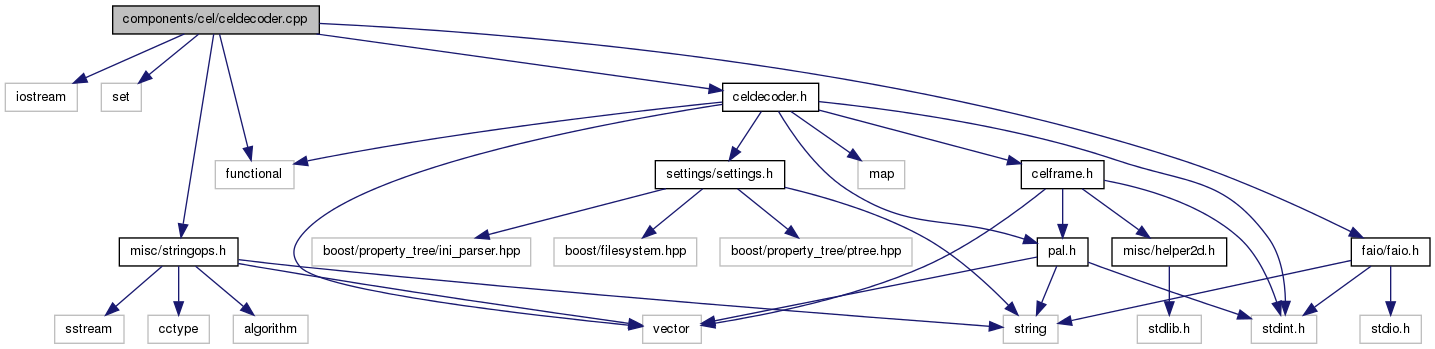 components/cel/celdecoder.cpp
iostream
set
celdecoder.h
functional
settings/settings.h
map
celframe.h
misc/stringops.h
boost/property_tree/ini_parser.hpp
boost/filesystem.hpp
boost/property_tree/ptree.hpp
pal.h
misc/helper2d.h
faio/faio.h
sstream
cctype
algorithm
vector
string
stdlib.h
stdint.h
stdio.h